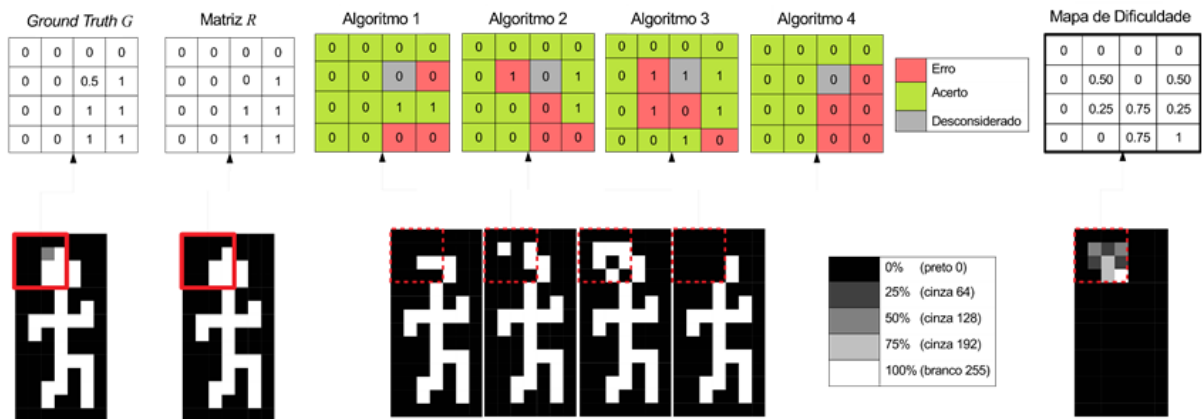 Ground Truth G
0 0 0 0
0 0 0.5 1
0 0 1 1
0 0 1 1
Matriz R
0 0 0 0
0 0 0 1
0 0 1 1
0 0 1 1
Algoritmo 1
0 0 0 0
0 0 0 0
0 0 1 1
0 0 0 0
Algoritmo 2
0 0 0 0
0 1 0 1
0 0 0 1
0 0 0 0
Algoritmo 3
0 0 0 0
0 1 1 1
0 1 0 1
0 0 1 0
Algoritmo 4
0 0 0 0
0 0 0 0
0 0 0 0
0 0 0 0
Erro
Acerto
Desconsiderado
Mapa de Dificuldade
0 0 0 0
0 0.50 0 0.50
0 0.25 0.75 0.25
0 0 0.75 1
0% (preto 0)
25% (cinza 64)
50% (cinza 128)
75% (cinza 192)
100% (branco 255)